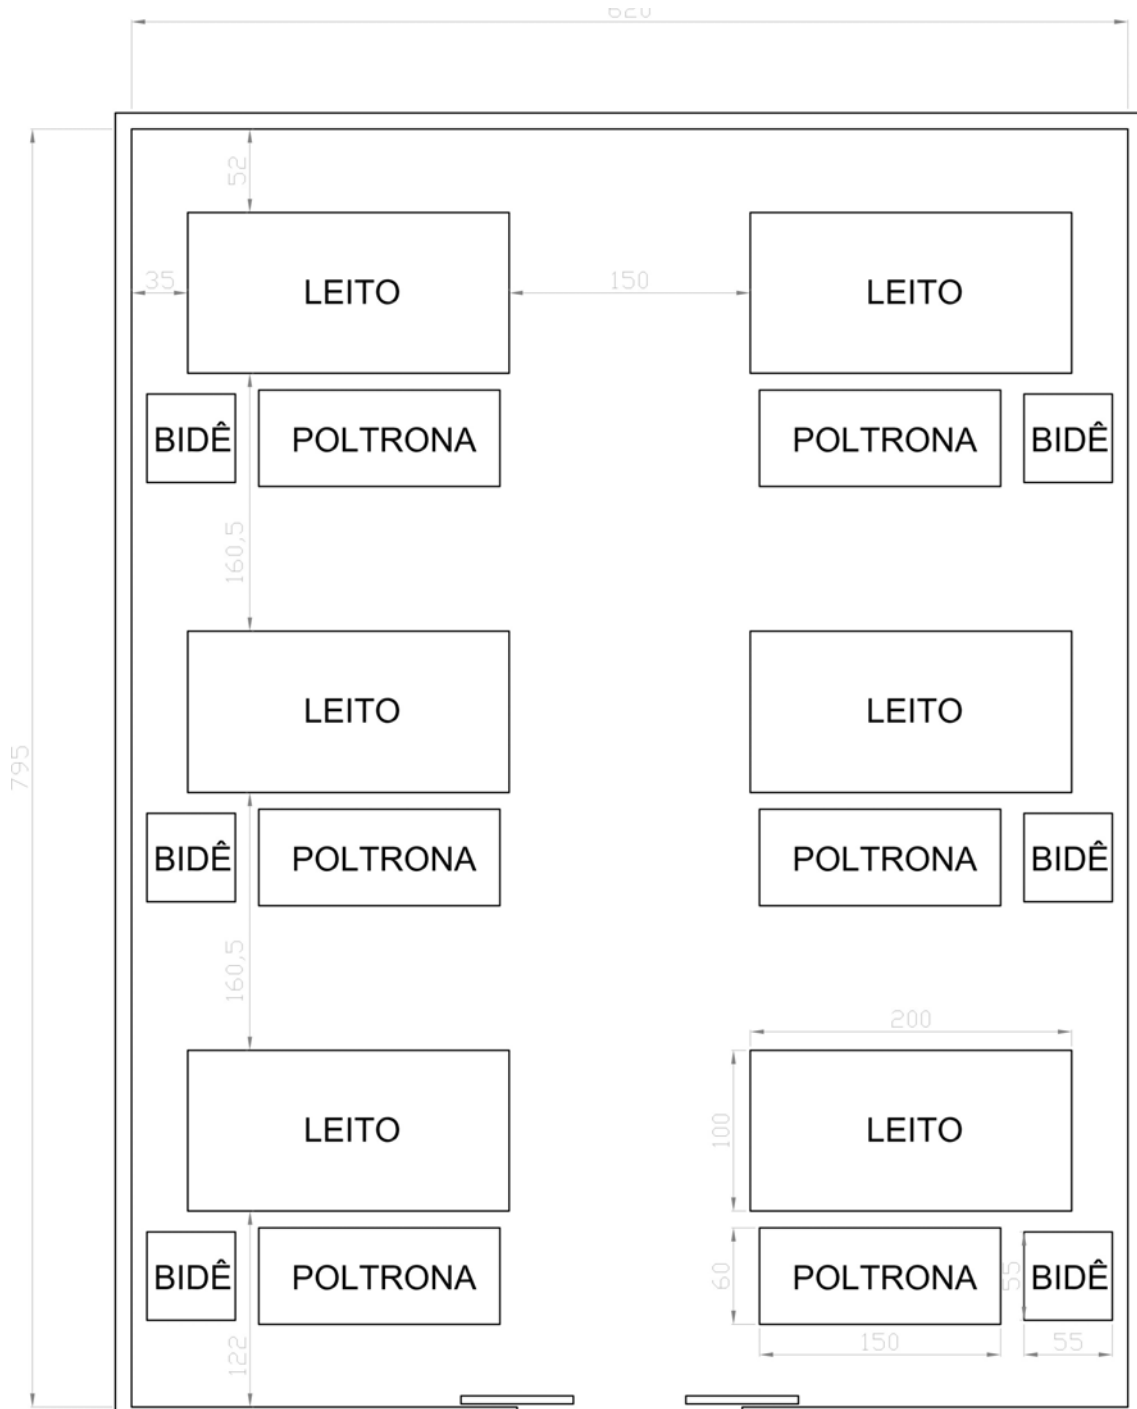 620
52
35
LEITO
150
LEITO
BIDÊ
POLTRONA
POLTRONA
BIDÊ
160,5
LEITO
LEITO
795
BIDÊ
POLTRONA
POLTRONA
BIDÊ
160,5
200
LEITO
100
LEITO
BIDÊ
POLTRONA
60
POLTRONA
55
BIDÊ
122
150
55